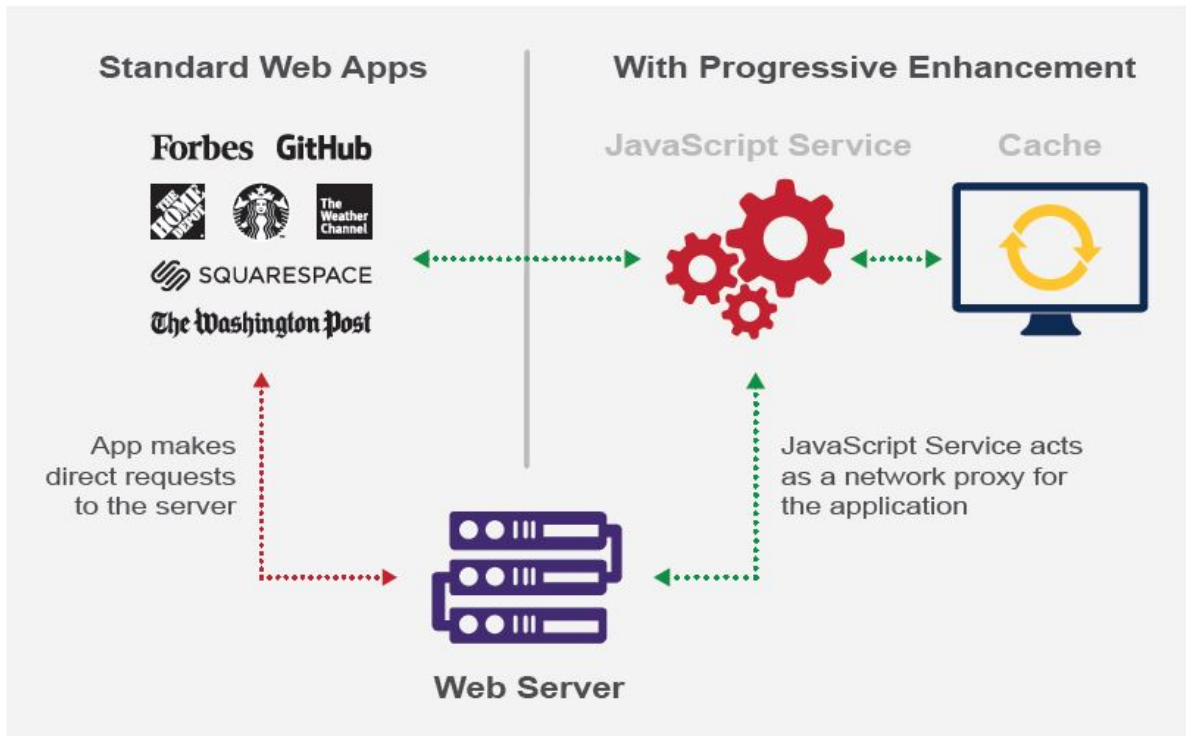 Standard Web Apps
With Progressive Enhancement
Forbes GitHub
JavaScript Service
Cache
THE
HOME
DEPOT
The
Weather
Channel
SQUARESPACE
The Washington Post
App makes
direct requests
to the server
JavaScript Service acts
as a network proxy for
the application
Web Server